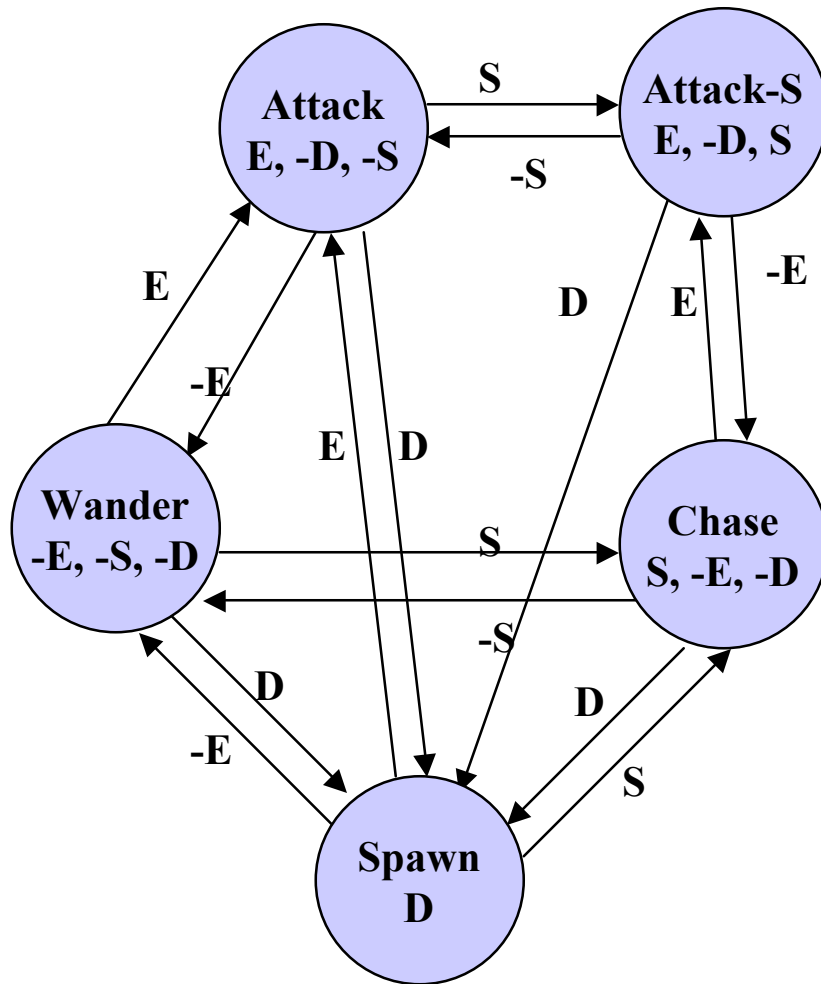 Attack
E, -D, -S
S
-S
Attack-S
E, -D, S
E
-E
E
D
D
E
-E
Wander
-E, -S, -D
S
-S
Chase
S, -E, -D
D
-E
D
S
Spawn
D